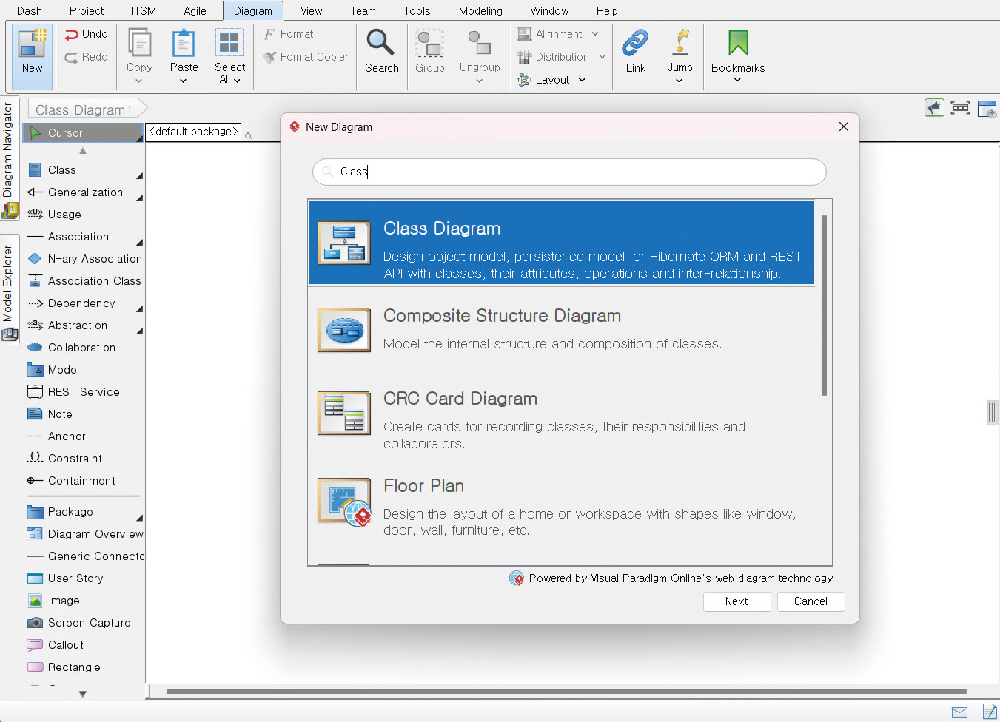 Dash Project ITSM Agile Diagram View Team Tools Modeling Window Help
New
Undo
Redo
Copy
Paste
Select
All
Format
Format Copier
Search
Group
Ungroup
Alignment
Distribution
Layout
Link
Jump
Bookmarks
Diagram Navigator
Model Explorer
Class Diagram1
<default package>
Cursor
Class
Generalization
«U» Usage
Association
N-ary Association
Association Class
Dependency
«a» Abstraction
Collaboration
Model
REST Service
Note
Anchor
{} Constraint
Containment
Package
Diagram Overview
Generic Connecto
User Story
Image
Screen Capture
Callout
Rectangle
New Diagram
Class
Class Diagram
Design object model, persistence model for Hibernate ORM and REST
API with classes, their attributes, operations and inter-relationship.
Composite Structure Diagram
Model the internal structure and composition of classes.
CRC Card Diagram
Create cards for recording classes, their responsibilities and
collaborators.
Floor Plan
Design the layout of a home or workspace with shapes like window,
door, wall, furniture, etc.
Powered by Visual Paradigm Online's web diagram technology
Next Cancel